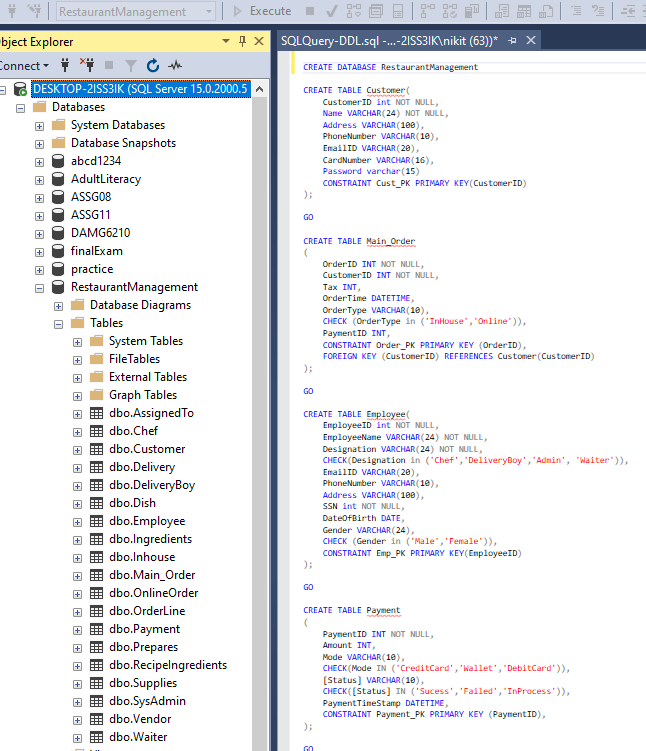 RestaurantManagement
Execute
Object Explorer
SQLQuery-DDL.sql -...-2ISS3IK\nikit (63))*
Connect
DESKTOP-2ISS3IK (SQL Server 15.0.2000.5
Databases
System Databases
Database Snapshots
abcd1234
AdultLiteracy
ASSG08
ASSG11
DAMG6210
finalExam
practice
RestaurantManagement
Database Diagrams
Tables
System Tables
FileTables
External Tables
Graph Tables
dbo.AssignedTo
dbo.Chef
dbo.Customer
dbo.Delivery
dbo.DeliveryBoy
dbo.Dish
dbo.Employee
dbo.Ingredients
dbo.Inhouse
dbo.Main_Order
dbo.OnlineOrder
dbo.OrderLine
dbo.Payment
dbo.Prepares
dbo.RecipeIngredients
dbo.Supplies
dbo.SysAdmin
dbo.Vendor
dbo.Waiter
CREATE DATABASE RestaurantManagement
CREATE TABLE Customer(
CustomerID int NOT NULL,
Name VARCHAR(24) NOT NULL,
Address VARCHAR(100),
PhoneNumber VARCHAR(10),
EmailID VARCHAR(20),
CardNumber VARCHAR(16),
Password varchar(15)
CONSTRAINT Cust_PK PRIMARY KEY(CustomerID)
);
GO
CREATE TABLE Main_Order
(
OrderID INT NOT NULL,
CustomerID INT NOT NULL,
Tax INT,
OrderTime DATETIME,
OrderType VARCHAR(10),
CHECK (OrderType in ('InHouse','Online')),
PaymentID INT,
CONSTRAINT Order_PK PRIMARY KEY (OrderID),
FOREIGN KEY (CustomerID) REFERENCES Customer(CustomerID)
);
GO
CREATE TABLE Employee(
EmployeeID int NOT NULL,
EmployeeName VARCHAR(24) NOT NULL,
Designation VARCHAR(24) NOT NULL,
CHECK(Designation in ('Chef','DeliveryBoy','Admin', 'Waiter')),
EmailID VARCHAR(20),
PhoneNumber VARCHAR(10),
Address VARCHAR(100),
SSN int NOT NULL,
DateOfBirth DATE,
Gender VARCHAR(24),
CHECK (Gender in ('Male','Female')),
CONSTRAINT Emp_PK PRIMARY KEY(EmployeeID)
);
GO
CREATE TABLE Payment
(
PaymentID INT NOT NULL,
Amount INT,
Mode VARCHAR(10),
CHECK(Mode IN ('CreditCard','Wallet','DebitCard')),
[Status] VARCHAR(10),
CHECK([Status] IN ('Sucess','Failed','InProcess')),
PaymentTimeStamp DATETIME,
CONSTRAINT Payment_PK PRIMARY KEY (PaymentID),
);
GO